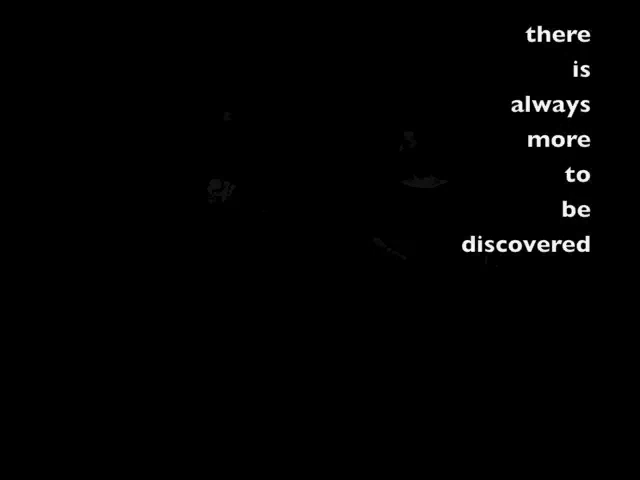 there
is
always
more
to
be
discovered